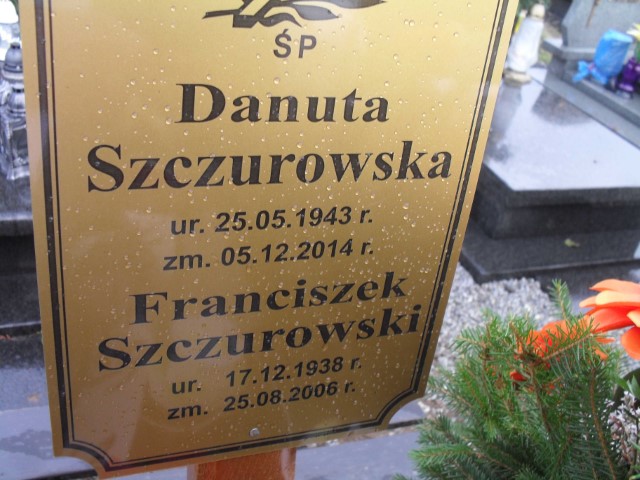 ŚP
Danuta
Szczurowska
ur. 25.05.1943 r.
zm. 05.12.2014 r.
Franciszek
Szczurowski
ur. 17.12.1938 r.
zm. 25.08.2006 r.